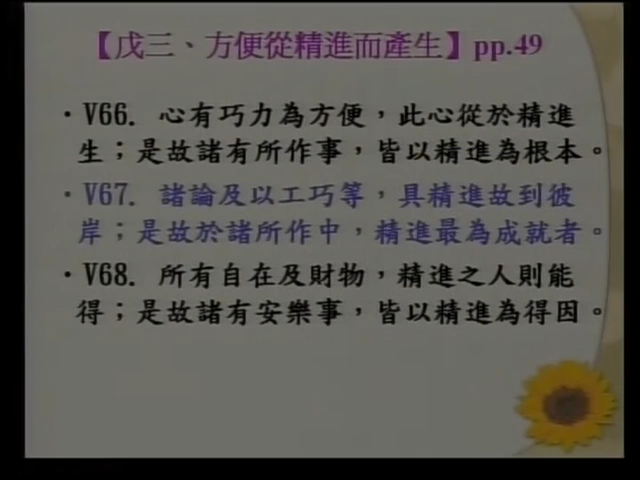 【戊三、方便從精進而產生】pp.49
・V66. 心有巧力為方便，此心從於精進
生；是故諸有所作事，皆以精進為根本。
・V67. 諸論及以工巧等，具精進故到彼
岸；是故於諸所作中，精進最為成就者。
・V68. 所有自在及財物，精進之人則能
得；是故諸有安樂事，皆以精進為得因。